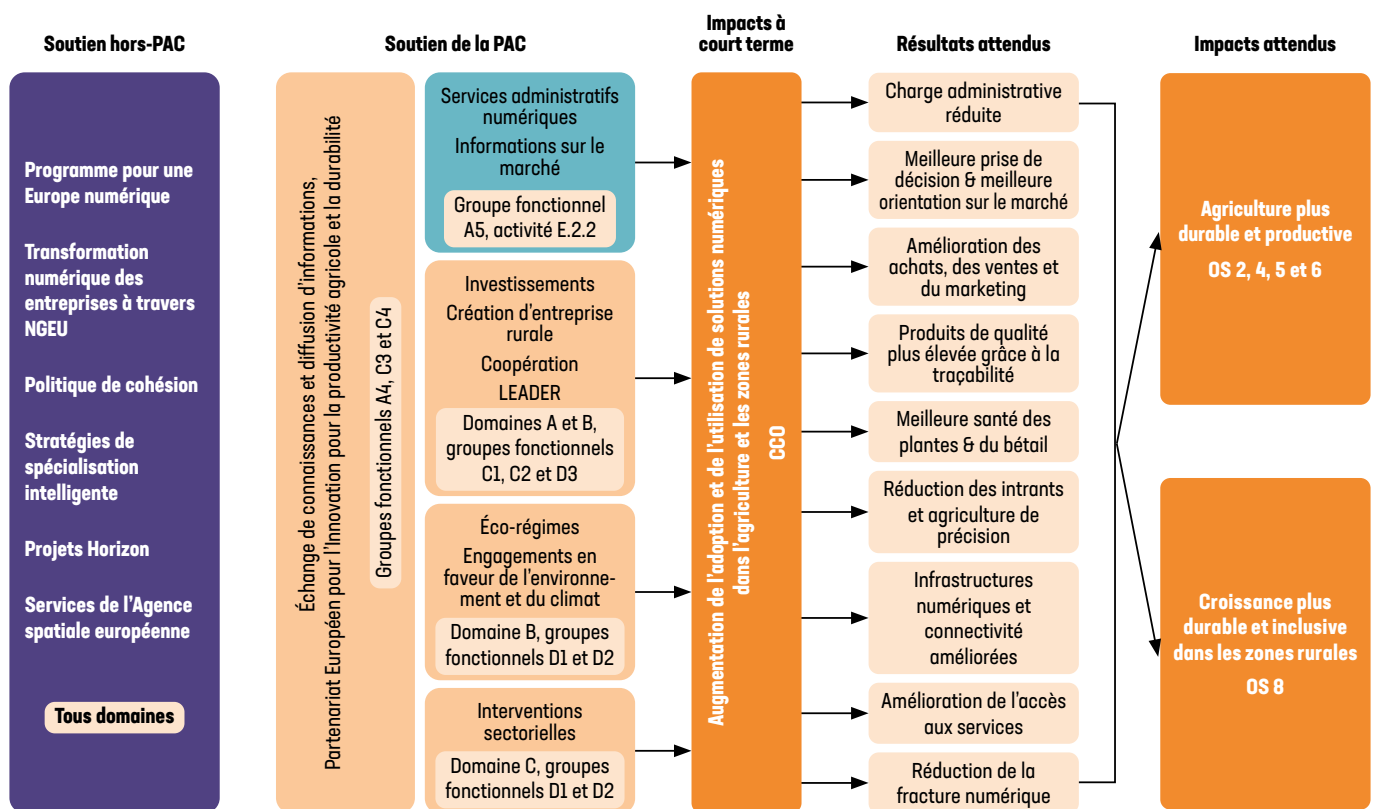 Soutien hors-PAC
Programme pour une
Europe numérique
Transformation
numérique des
entreprises à travers
NGEU
Politique de cohésion
Stratégies de
spécialisation
intelligente
Projets Horizon
Services de l'Agence
spatiale européenne
Tous domaines
Soutien de la PAC
Échange de connaissances et diffusion d'informations,
Partenariat Européen pour l'Innovation pour la productivité agricole et la durabilité
Groupes fonctionnels A4, C3 et C4
Services administratifs
numériques
Informations sur le
marché
Groupe fonctionnel
A5, activité E.2.2
Investissements
Création d'entreprise
rurale
Coopération
LEADER
Domaines A et B,
groupes fonctionnels
C1, C2 et D3
Éco-régimes
Engagements en
faveur de l'environne-
ment et du climat
Domaine B, groupes
fonctionnels D1 et D2
Interventions
sectorielles
Domaine C, groupes
fonctionnels D1 et D2
Impacts à
court terme
Augmentation de l'adoption et de l'utilisation de solutions numériques
dans l'agriculture et les zones rurales
CCO
Résultats attendus
Charge administrative
réduite
Meilleure prise de
décision & meilleure
orientation sur le marché
Amélioration des
achats, des ventes et
du marketing
Produits de qualité
plus élevée grâce à la
traçabilité
Meilleure santé des
plantes & du bétail
Réduction des intrants
et agriculture de
précision
Infrastructures
numériques et
connectivité
améliorées
Amélioration de l'accès
aux services
Réduction de la
fracture numérique
Impacts attendus
Agriculture plus
durable et productive
OS 2, 4, 5 et 6
Croissance plus
durable et inclusive
dans les zones rurales
OS 8